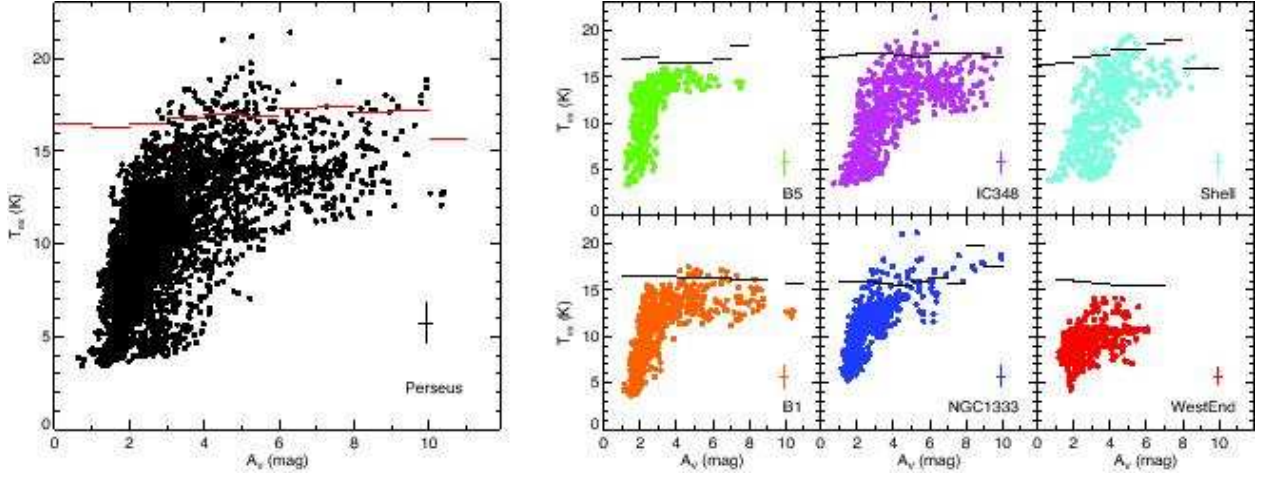 20
15
10
5
0
T_ex (K)
Perseus
0 2 4 6 8 10
A_v (mag)
20
15
10
5
0
T_ex (K)
B5
IC348
Shell
20
15
10
5
T_ex (K)
B1
NGC1333
WestEnd
0 2 4 6 8 10
0 2 4 6 8 10
0 2 4 6 8 10
A_v (mag)
A_v (mag)
A_v (mag)